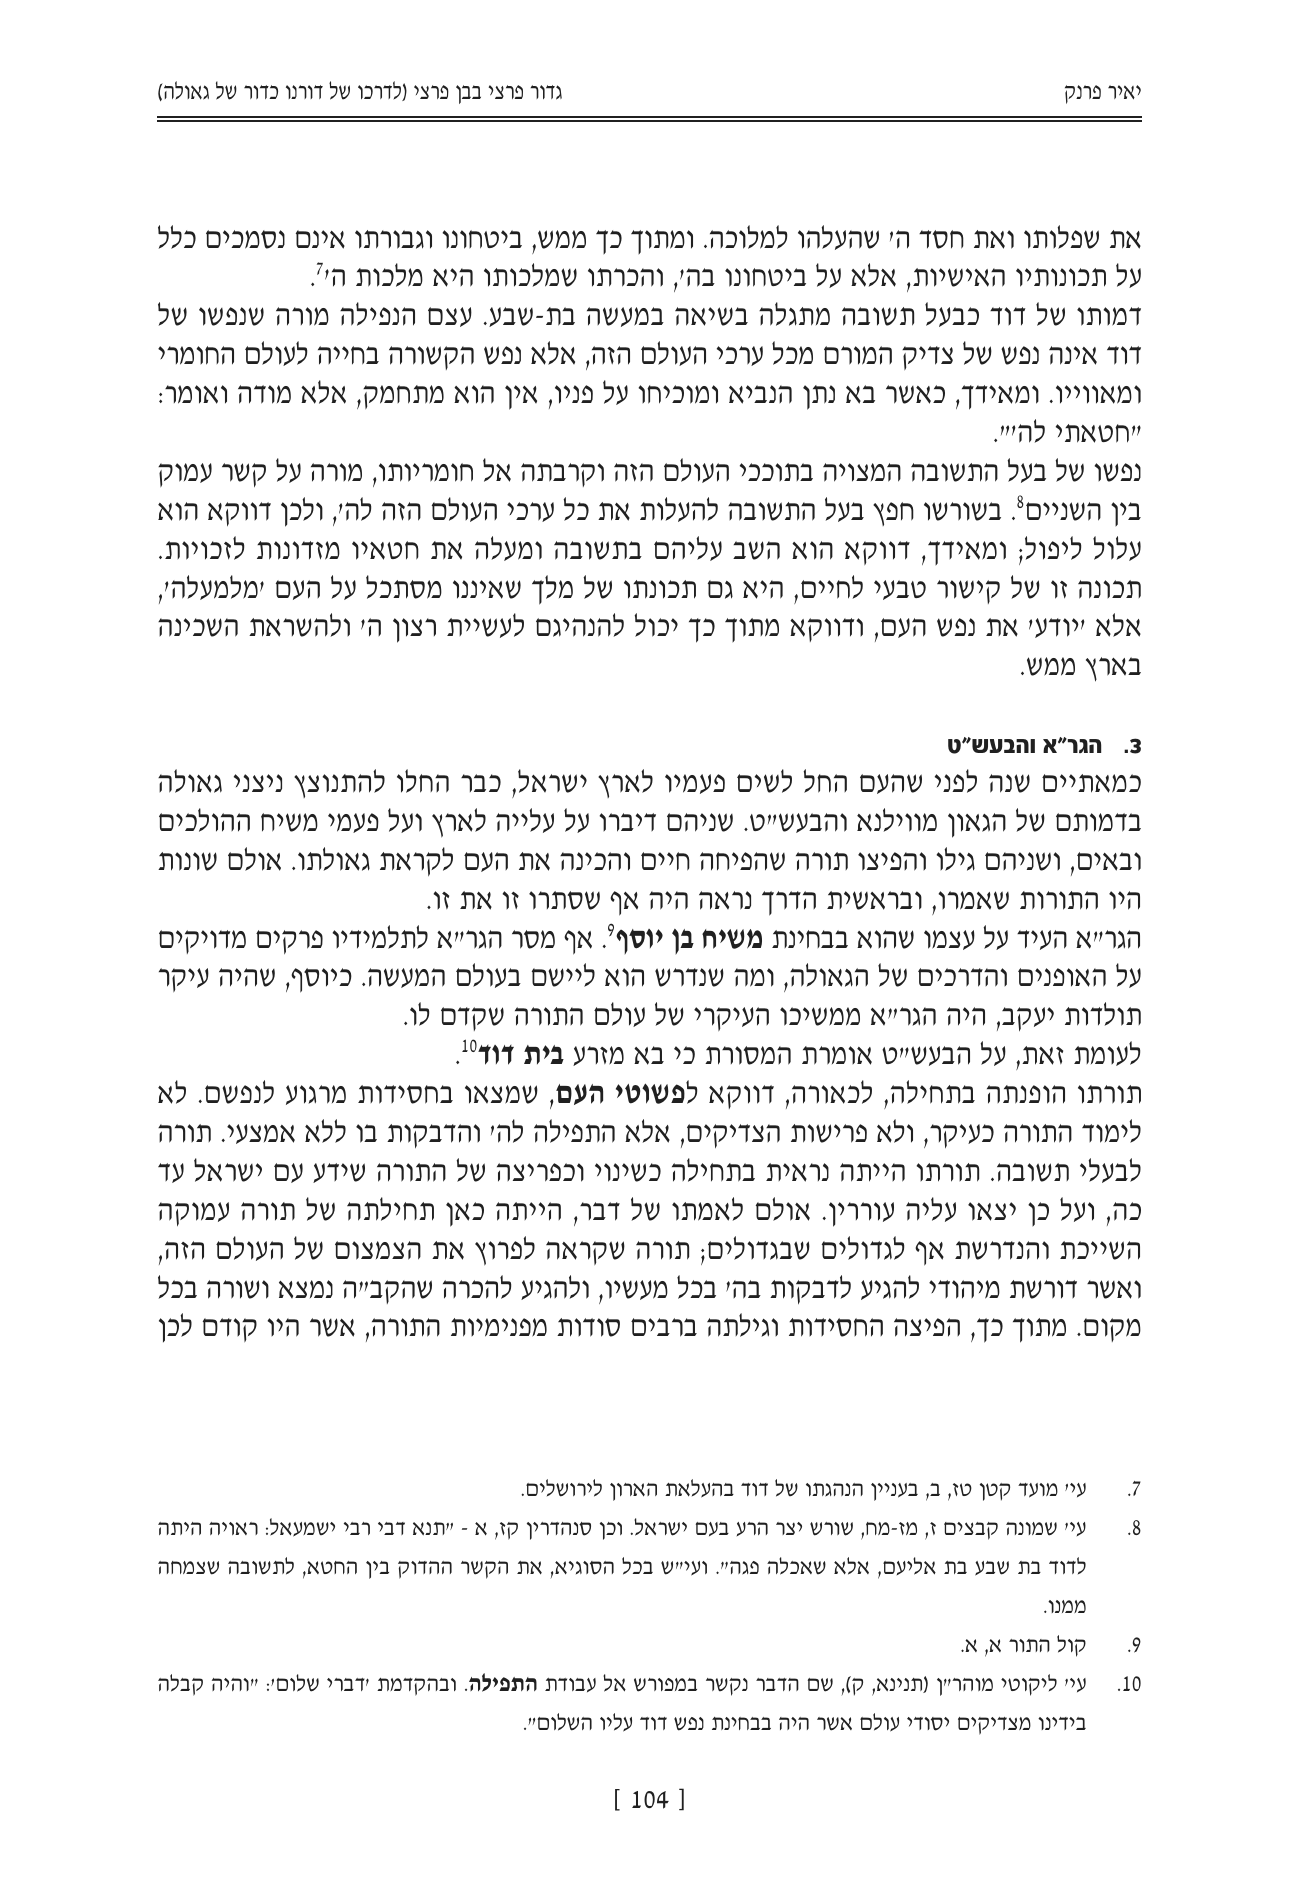 יאיר פרנק
גדור פרצי בבן פרצי (לדרכו של דורנו כדור של גאולה)
את שפלותו ואת חסד ה׳ שהעלהו למלוכה. ומתוך כך ממש, ביטחונו וגבורתו אינם נסמכים כלל
על תכונותיו האישיות, אלא על ביטחונו בה׳, והכרתו שמלכותו היא מלכות ה׳7.
דמותו של דוד כבעל תשובה מתגלה בשיאה במעשה בת-שבע. עצם הנפילה מורה שנפשו של
דוד אינה נפש של צדיק המורם מכל ערכי העולם הזה, אלא נפש הקשורה בחייה לעולם החומרי
ומאווייו. ומאידך, כאשר בא נתן הנביא ומוכיחו על פניו, אין הוא מתחמק, אלא מודה ואומר:
״חטאתי לה׳״.
נפשו של בעל התשובה המצויה בתוככי העולם הזה וקרבתה אל חומריותו, מורה על קשר עמוק
בין השניים8. בשורשו חפץ בעל התשובה להעלות את כל ערכי העולם הזה לה׳, ולכן דווקא הוא
עלול ליפול; ומאידך, דווקא הוא השב עליהם בתשובה ומעלה את חטאיו מזדונות לזכויות.
תכונה זו של קישור טבעי לחיים, היא גם תכונתו של מלך שאיננו מסתכל על העם ׳מלמעלה׳,
אלא ׳יודע׳ את נפש העם, ודווקא מתוך כך יכול להנהיגם לעשיית רצון ה׳ ולהשראת השכינה
בארץ ממש.
3. הגר״א והבעש״ט
כמאתיים שנה לפני שהעם החל לשים פעמיו לארץ ישראל, כבר החלו להתנוצץ ניצני גאולה
בדמותם של הגאון מווילנא והבעש״ט. שניהם דיברו על עלייה לארץ ועל פעמי משיח ההולכים
ובאים, ושניהם גילו והפיצו תורה שהפיחה חיים והכינה את העם לקראת גאולתו. אולם שונות
היו התורות שאמרו, ובראשית הדרך נראה היה אף שסתרו זו את זו.
הגר״א העיד על עצמו שהוא בבחינת משיח בן יוסף9. אף מסר הגר״א לתלמידיו פרקים מדויקים
על האופנים והדרכים של הגאולה, ומה שנדרש הוא ליישם בעולם המעשה. כיוסף, שהיה עיקר
תולדות יעקב, היה הגר״א ממשיכו העיקרי של עולם התורה שקדם לו.
לעומת זאת, על הבעש״ט אומרת המסורת כי בא מזרע בית דוד10.
תורתו הופנתה בתחילה, לכאורה, דווקא לפשוטי העם, שמצאו בחסידות מרגוע לנפשם. לא
לימוד התורה כעיקר, ולא פרישות הצדיקים, אלא התפילה לה׳ והדבקות בו ללא אמצעי. תורה
לבעלי תשובה. תורתו הייתה נראית בתחילה כשינוי וכפריצה של התורה שידע עם ישראל עד
כה, ועל כן יצאו עליה עוררין. אולם לאמתו של דבר, הייתה כאן תחילתה של תורה עמוקה
השייכת והנדרשת אף לגדולים שבגדולים; תורה שקראה לפרוץ את הצמצום של העולם הזה,
ואשר דורשת מיהודי להגיע לדבקות בה׳ בכל מעשיו, ולהגיע להכרה שהקב״ה נמצא ושורה בכל
מקום. מתוך כך, הפיצה החסידות וגילתה ברבים סודות מפנימיות התורה, אשר היו קודם לכן
7. עי׳ מועד קטן טז, ב, בעניין הנהגתו של דוד בהעלאת הארון לירושלים.
8. עי׳ שמונה קבצים ז, מז-מח, שורש יצר הרע בעם ישראל. וכן סנהדרין קז, א - ״תנא דבי רבי ישמעאל: ראויה היתה
לדוד בת שבע בת אליעם, אלא שאכלה פגה״. ועי״ש בכל הסוגיא, את הקשר ההדוק בין החטא, לתשובה שצמחה
ממנו.
9. קול התור א, א.
10. עי׳ ליקוטי מוהר״ן (תנינא, ק), שם הדבר נקשר במפורש אל עבודת התפילה. ובהקדמת ׳דברי שלום׳: ״והיה קבלה
בידינו מצדיקים יסודי עולם אשר היה בבחינת נפש דוד עליו השלום״.
[ 104 ]